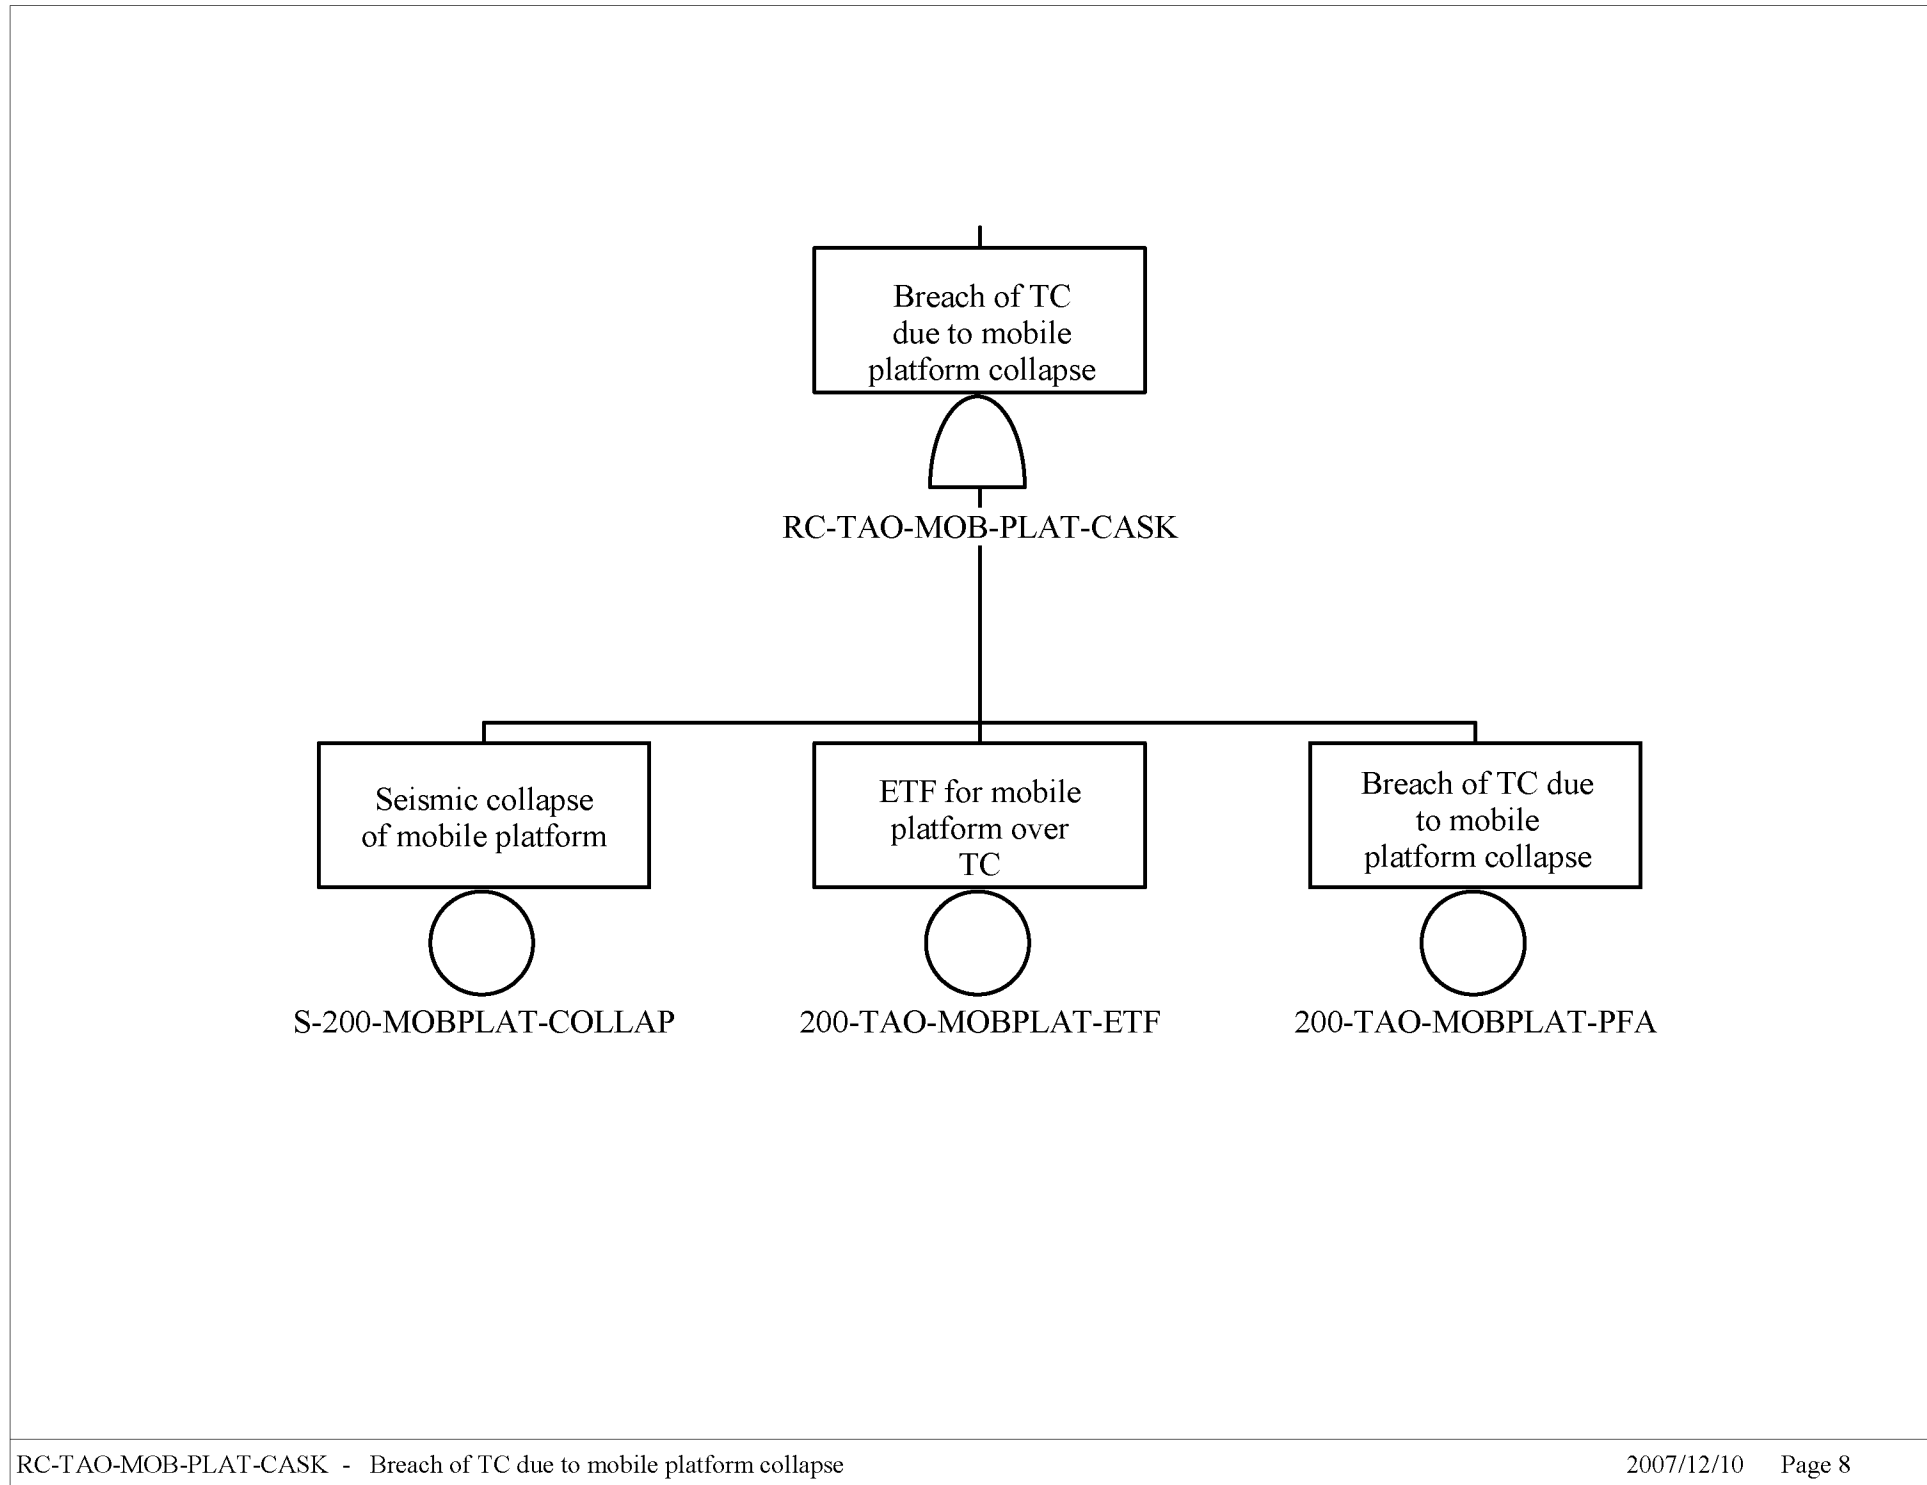 Breach of TC
due to mobile
platform collapse
RC-TAO-MOB-PLAT-CASK
Seismic collapse
of mobile platform
ETF for mobile
platform over
TC
Breach of TC due
to mobile
platform collapse
S-200-MOBPLAT-COLLAP
200-TAO-MOBPLAT-ETF
200-TAO-MOBPLAT-PFA
RC-TAO-MOB-PLAT-CASK - Breach of TC due to mobile platform collapse
2007/12/10 Page 8